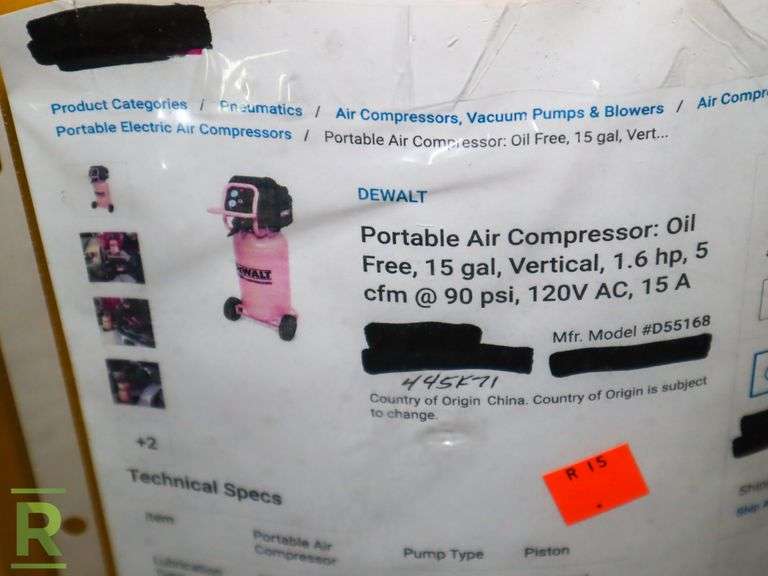 Product Categories / Pneumatics / Air Compressors, Vacuum Pumps & Blowers / Air Compr
Portable Electric Air Compressors / Portable Air Compressor: Oil Free, 15 gal, Vert...
DEWALT
DEWALT
Portable Air Compressor: Oil
Free, 15 gal, Vertical, 1.6 hp, 5
cfm @ 90 psi, 120V AC, 15 A
Mfr. Model #D55168
445K71
Country of Origin China. Country of Origin is subject
to change.
+2
R 15
Technical Specs
Item
Portable Air
Compressor
Pump Type
Piston
Lubrication
Ship
Ship A
R